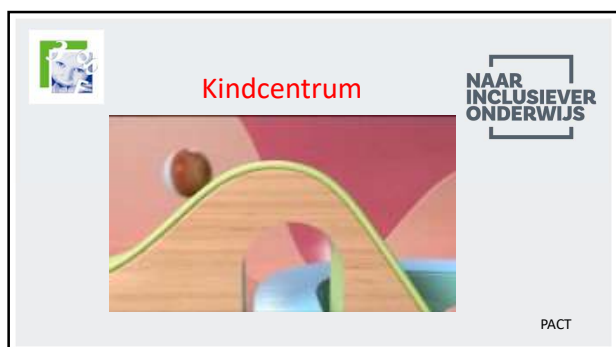 Kindcentrum
NAAR
INCLUSIEVER
ONDERWIJS
PACT